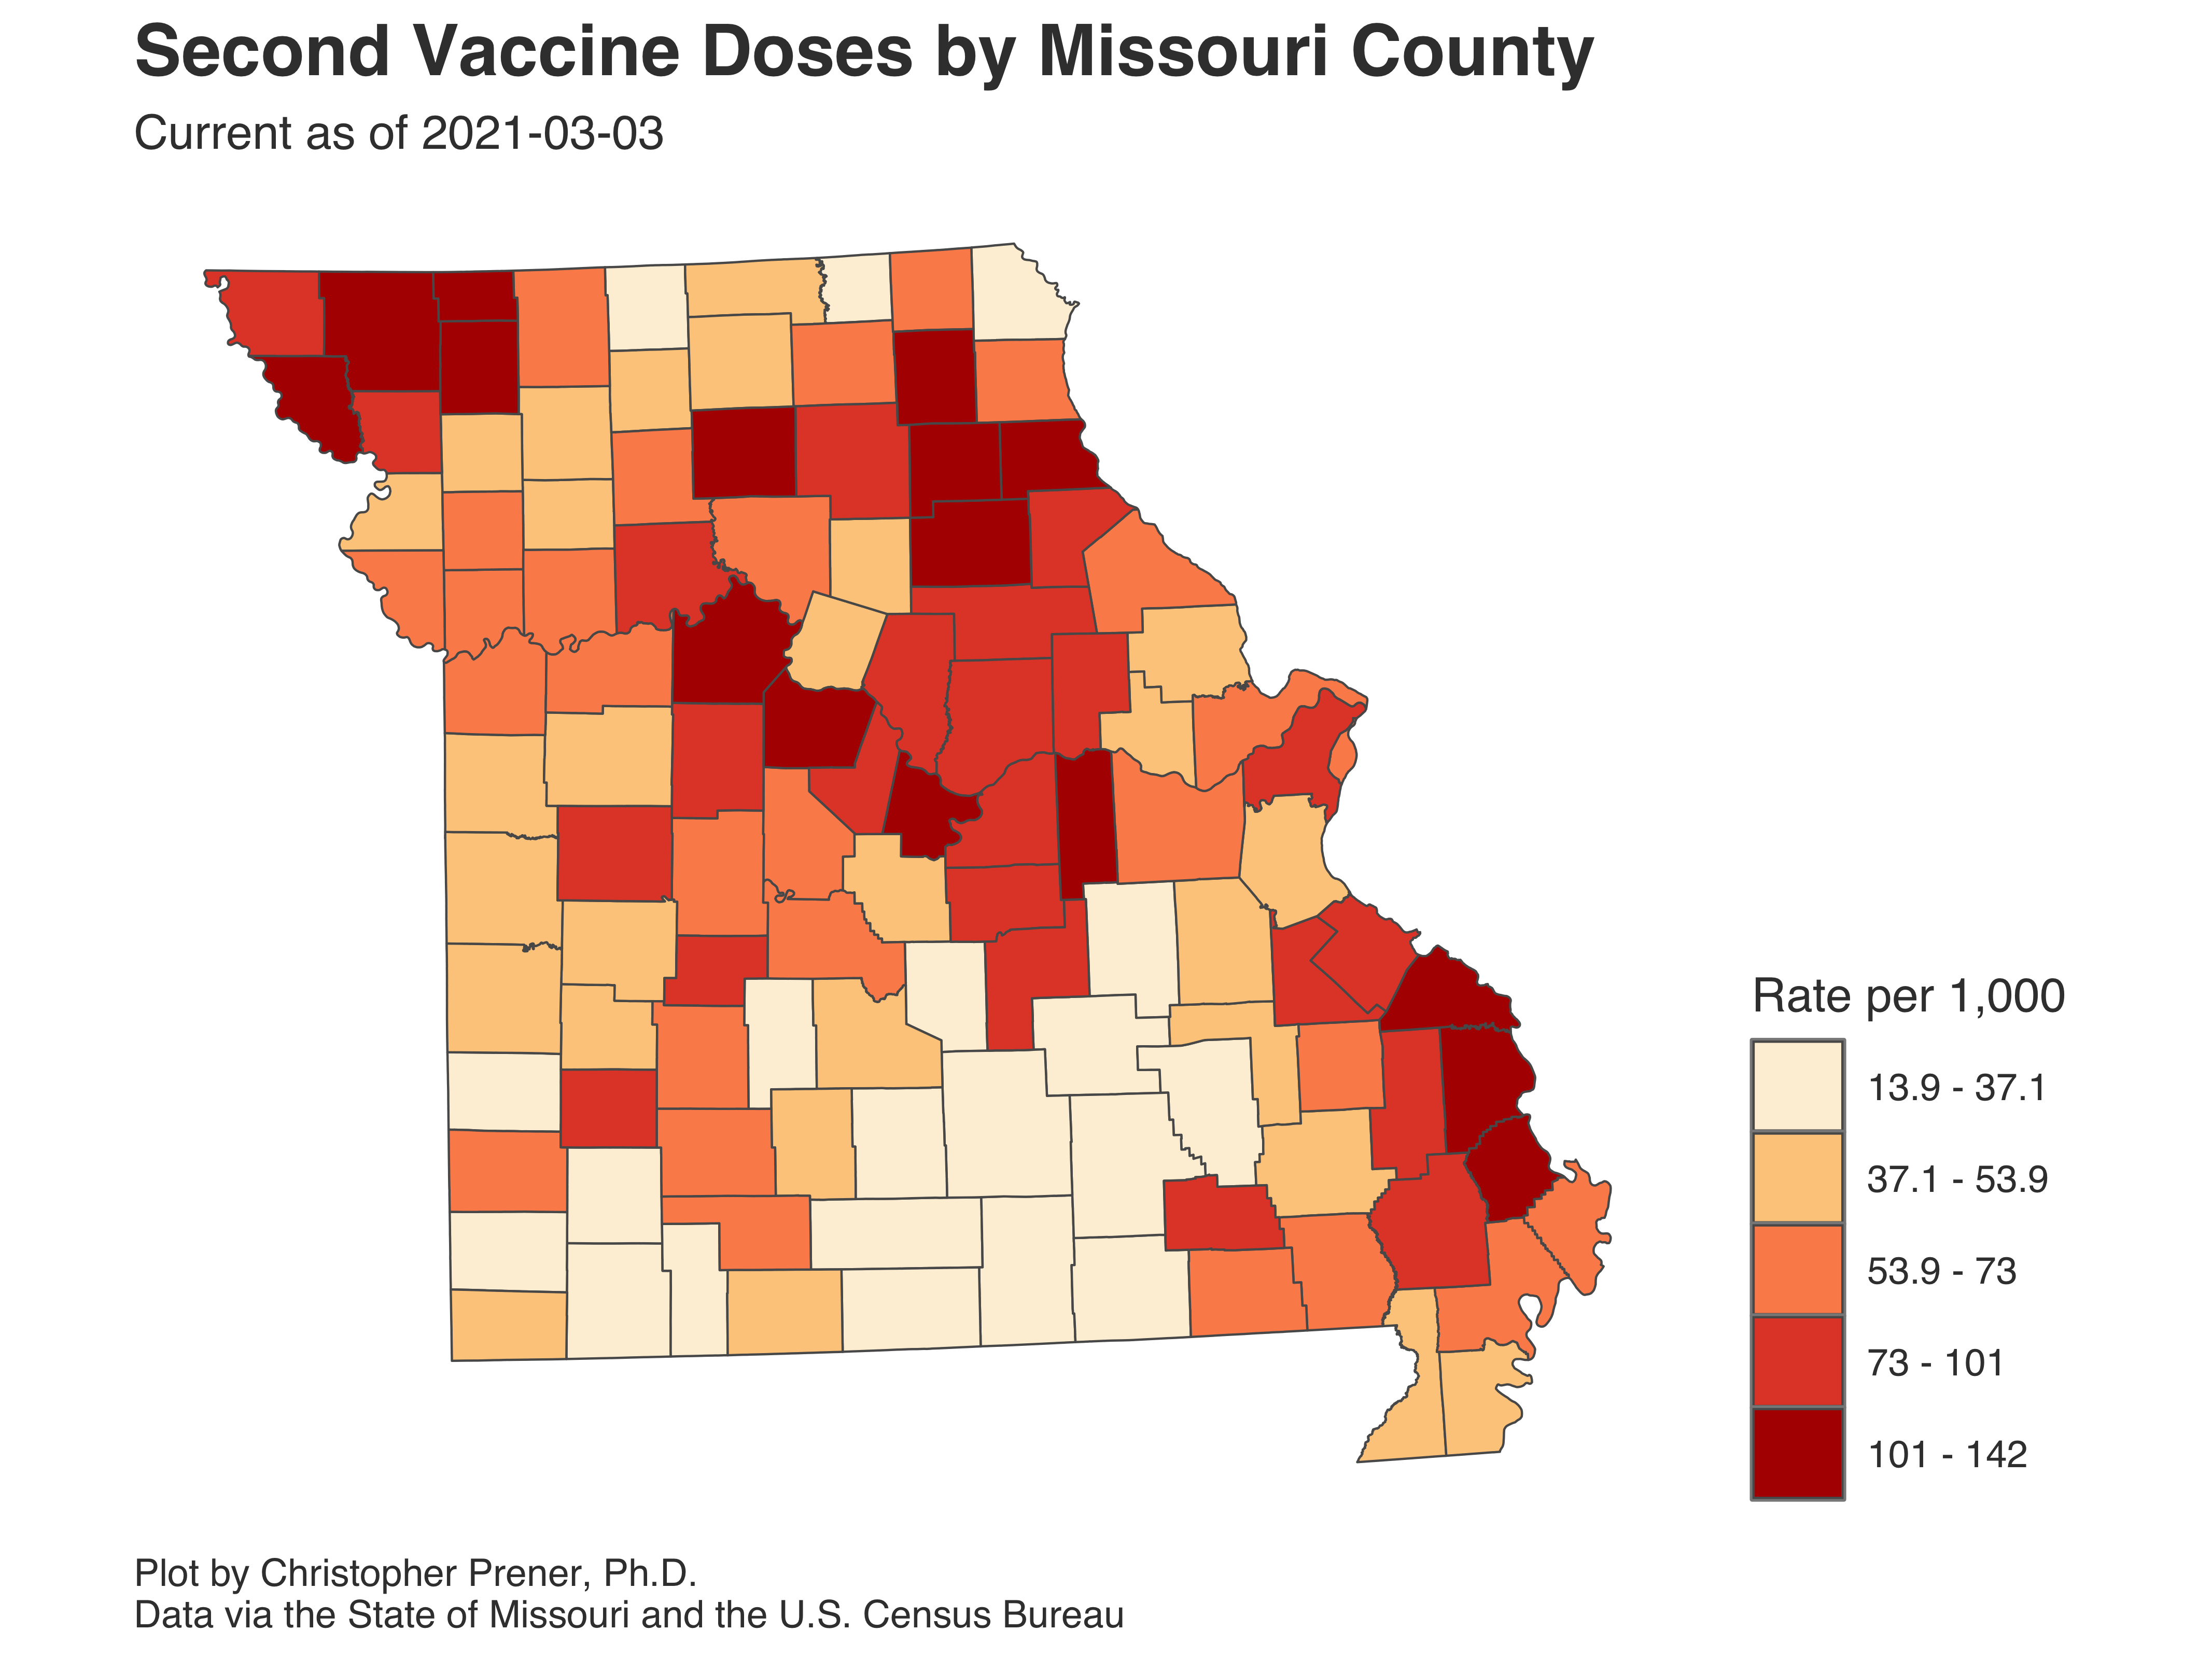 Second Vaccine Doses by Missouri County
Current as of 2021-03-03
Rate per 1,000
13.9 - 37.1
37.1 - 53.9
53.9 - 73
73 - 101
101 - 142
Plot by Christopher Prener, Ph.D.
Data via the State of Missouri and the U.S. Census Bureau